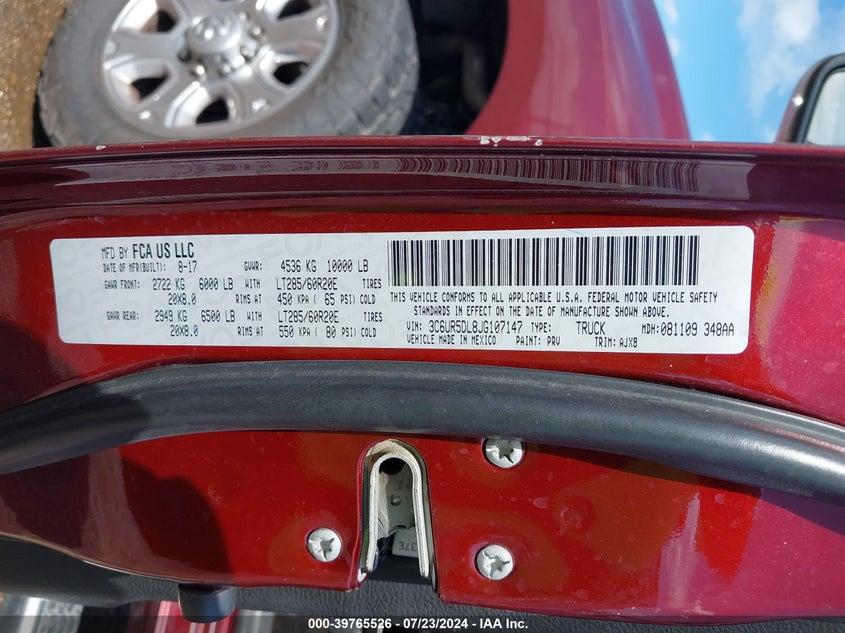 MFD BY FCA US LLC
DATE OF MFR(BUILT): 8-17 GVWR: 4536 KG 10000 LB
GAWR FRONT: 2722 KG 6000 LB WITH LT285/60R20E TIRES
20X8.0 RIMS AT 450 KPA ( 65 PSI) COLD
GAWR REAR: 2949 KG 6500 LB WITH LT285/60R20E TIRES
20X8.0 RIMS AT 550 KPA ( 80 PSI) COLD
THIS VEHICLE CONFORMS TO ALL APPLICABLE U.S.A. FEDERAL MOTOR VEHICLE SAFETY
STANDARDS IN EFFECT ON THE DATE OF MANUFACTURE SHOWN ABOVE.
VIN: 3C6UR5DL8JG107147 TYPE: TRUCK MDH: 081109 348AA
VEHICLE MADE IN MEXICO PAINT: PRV TRIM: AJX8
37E
000-39765526 - 07/23/2024 - IAA Inc.